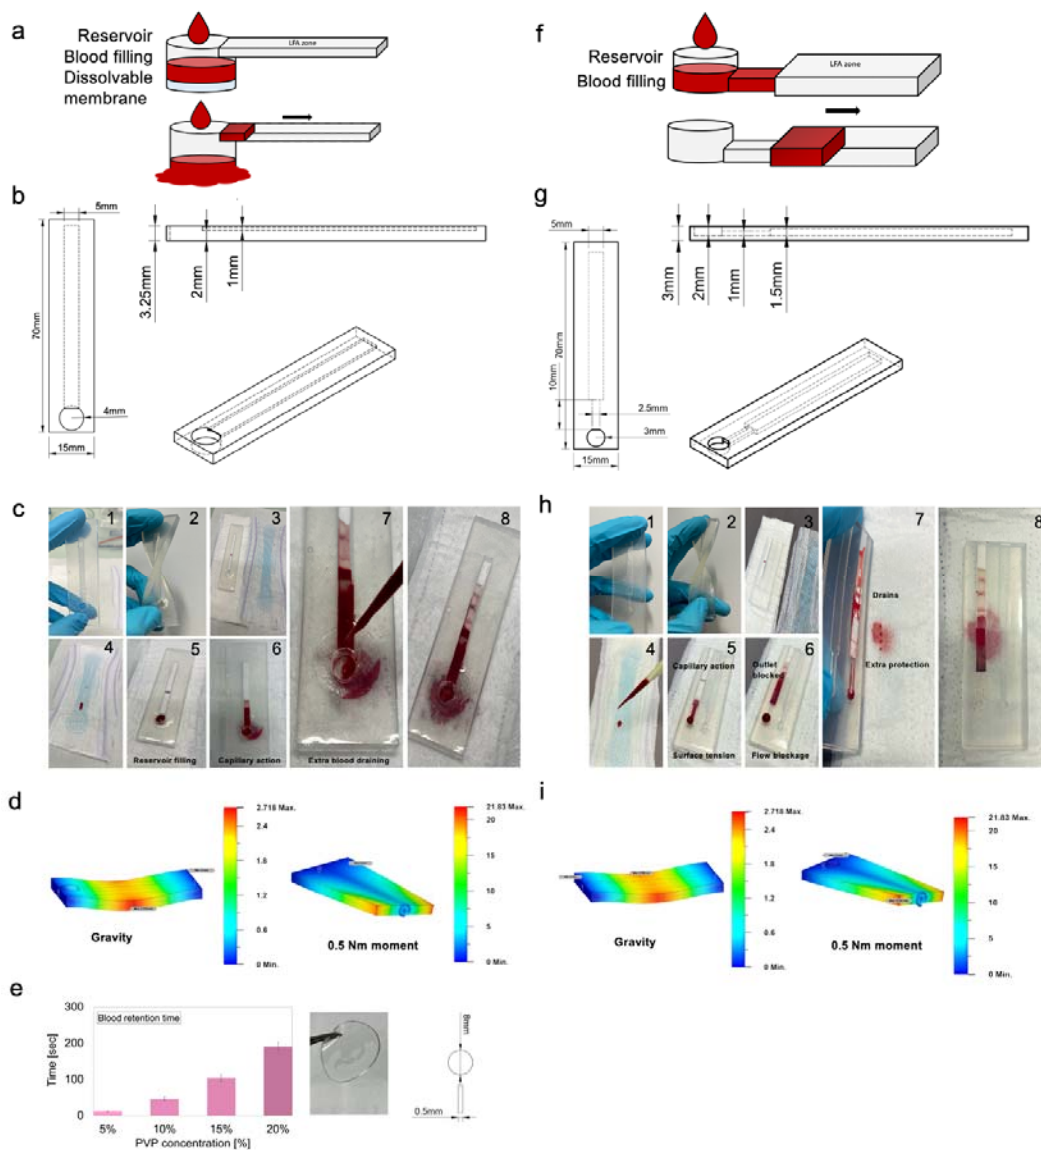 a
Reservoir
Blood filling
Dissolvable
membrane
LFA zone
b
5mm
70mm
4mm
15mm
3.25mm
2mm
1mm
c
1
2
3
4
5
Reservoir filling
6
Capillary action
7
Extra blood draining
8
d
2.718 Max.
2.4
1.8
1.2
0.6
0 Min.
Gravity
21.83 Max.
20
15
10
5
0 Min.
0.5 Nm moment
e
Blood retention time
Time [sec]
300
200
100
0
5%
10%
15%
20%
PVP concentration [%]
8mm
0.5mm
f
Reservoir
Blood filling
LFA zone
g
5mm
70mm
10mm
2.5mm
3mm
15mm
3mm
2mm
1mm
1.5mm
h
1
2
3
4
5
Capillary action
Surface tension
6
Outlet
blocked
Flow blockage
7
Drains
Extra protection
8
i
2.718 Max.
2.4
1.8
1.2
0.6
0 Min.
Gravity
21.83 Max.
20
15
10
5
0 Min.
0.5 Nm moment